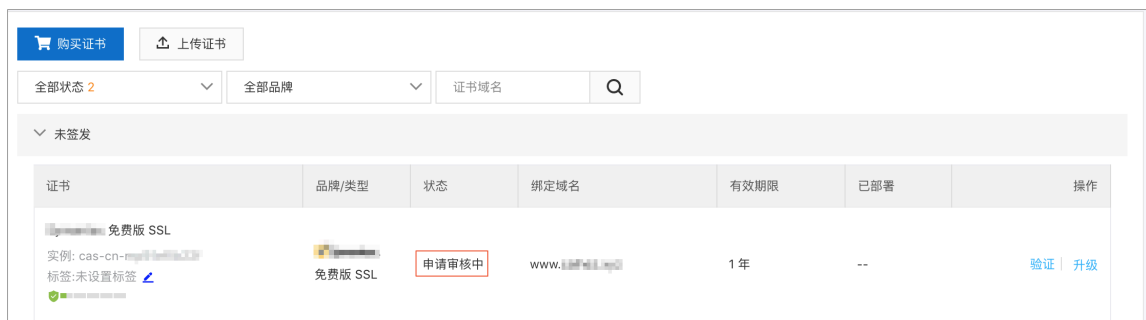 购买证书 上传证书
全部状态 2 全部品牌 证书域名
未签发
证书 品牌/类型 状态 绑定域名 有效期限 已部署 操作
免费版 SSL
实例: cas-cn-
标签:未设置标签
免费版 SSL
申请审核中
www.
1 年
--
验证 升级